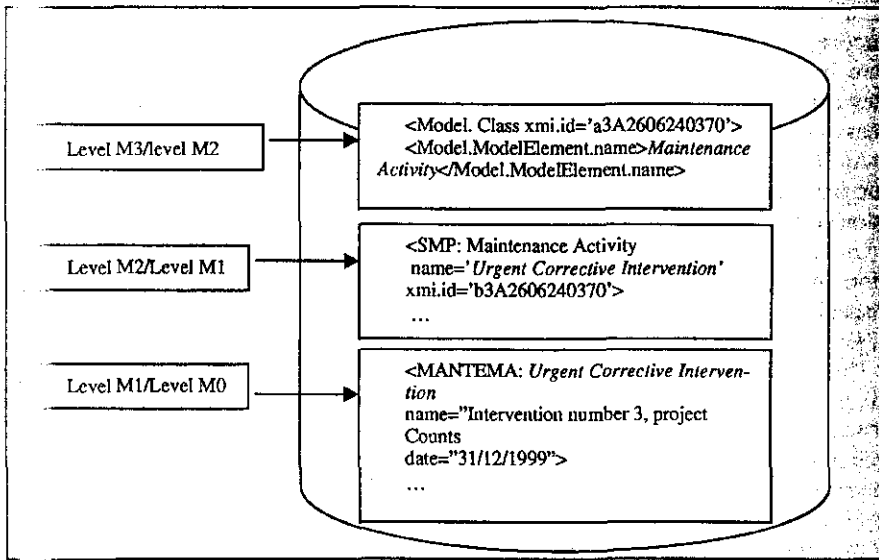 Level M3/level M2
<Model. Class xmi.id='a3A2606240370'>
<Model.ModelElement.name>Maintenance
Activity</Model.ModelElement.name>
Level M2/Level M1
<SMP: Maintenance Activity
name='Urgent Corrective Intervention'
xmi.id='b3A2606240370'>
...
Level M1/Level M0
<MANTEMA: Urgent Corrective Interven-
tion
name="Intervention number 3, project
Counts
date="31/12/1999">
...